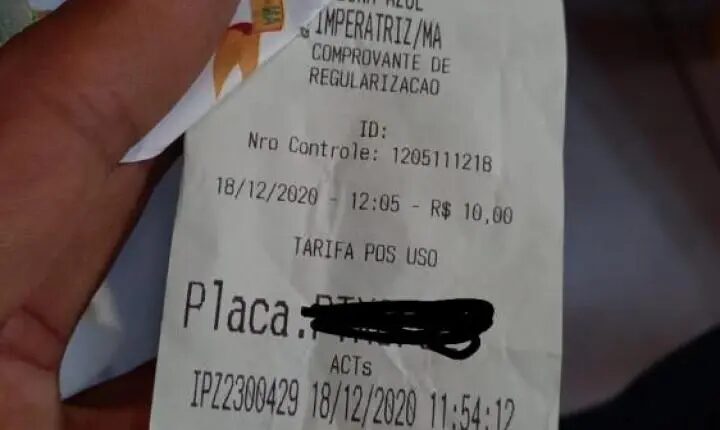 AZUL
IMPERATRIZ/MA
COMPROVANTE DE
REGULARIZACAO
ID:
Nro Controle: 1205111218
18/12/2020 - 12:05 - R$ 10,00
TARIFA POS USO
Placa.
ACTs
IPZ2300429 18/12/2020 11:54:12